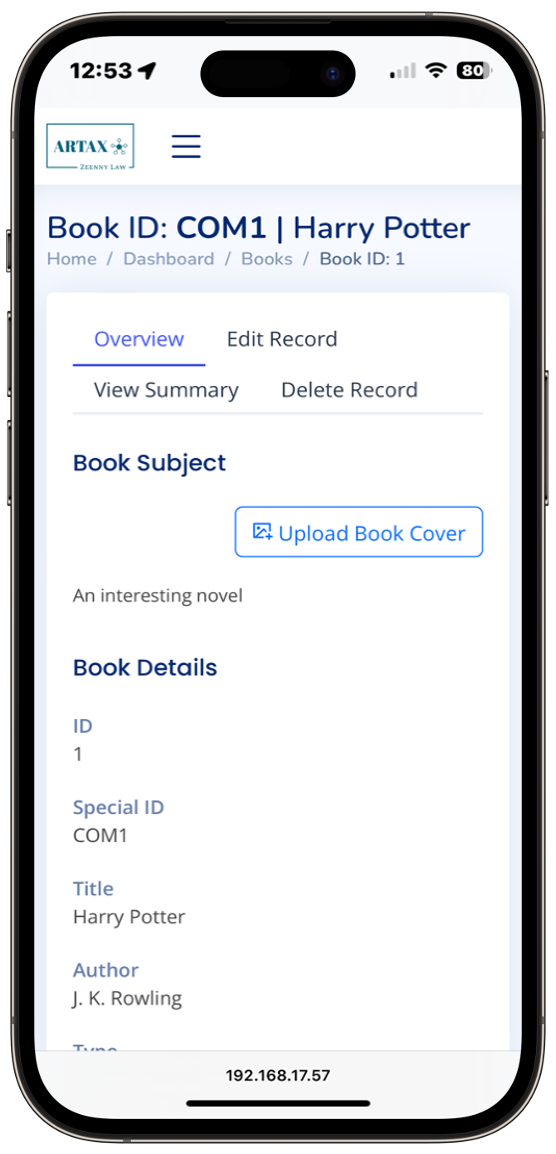 12:53
80
ARTAX
ZEENNY LAW
Book ID: COM1 | Harry Potter
Home / Dashboard / Books / Book ID: 1
Overview Edit Record
View Summary Delete Record
Book Subject
Upload Book Cover
An interesting novel
Book Details
ID
1
Special ID
COM1
Title
Harry Potter
Author
J. K. Rowling
Type
192.168.17.57